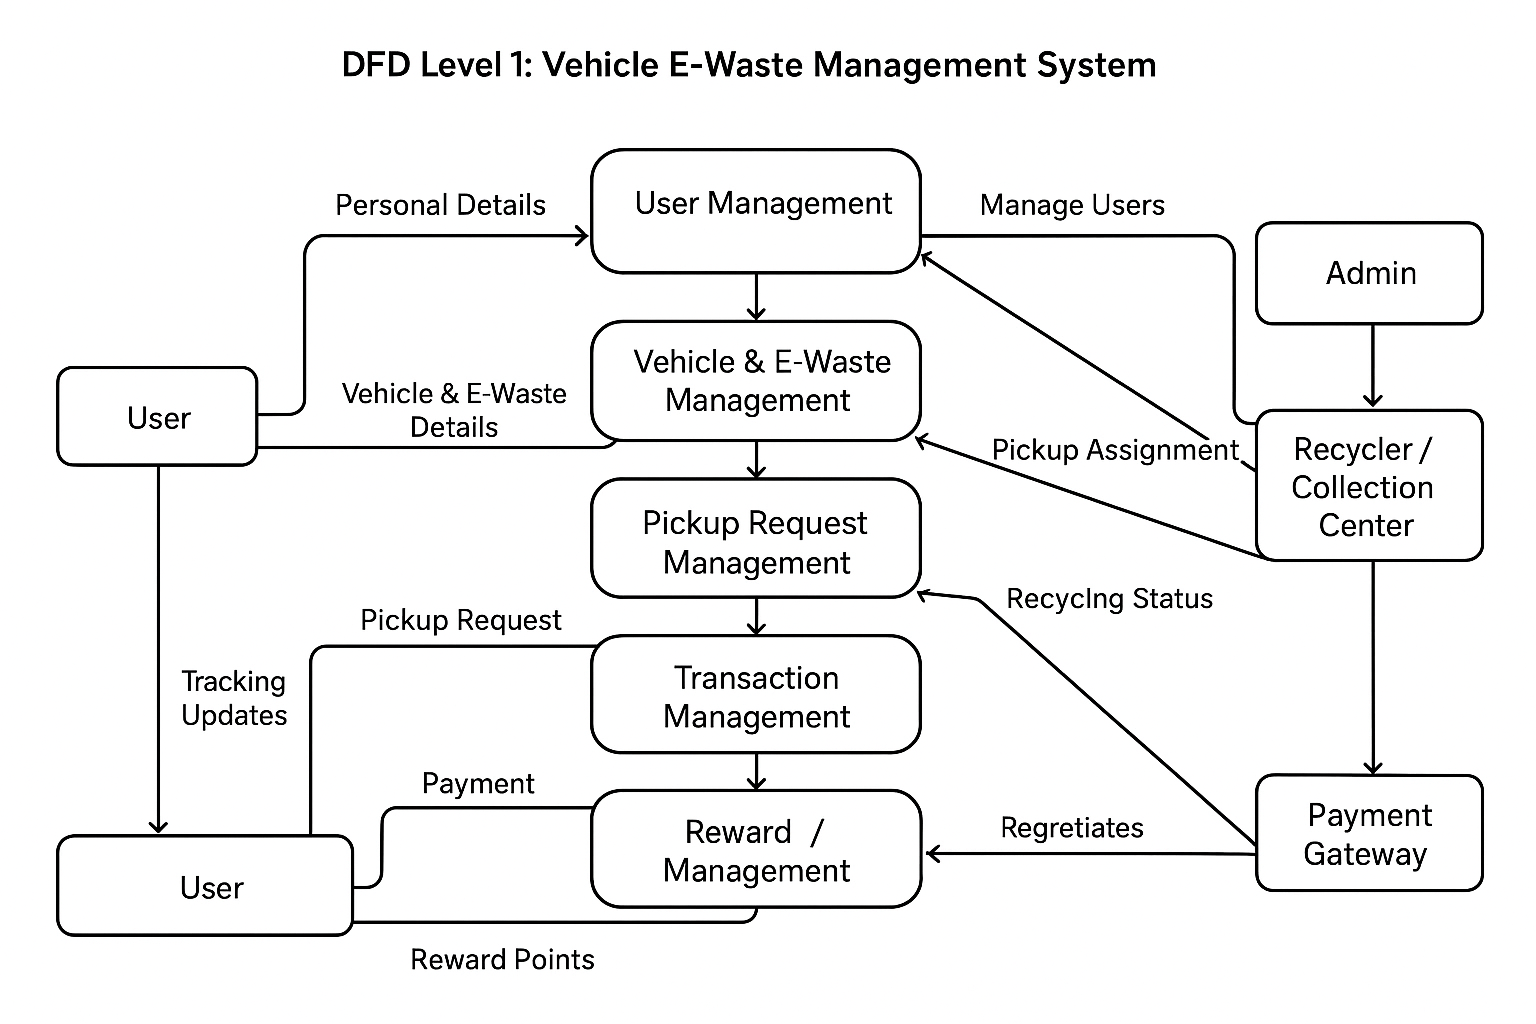 DFD Level 1: Vehicle E-Waste Management System
Personal Details
User Management
Manage Users
Admin
Vehicle & E-Waste
Management
User
Vehicle & E-Waste
Details
Pickup Assignment
Recycler /
Collection
Center
Pickup Request
Management
Recyclng Status
Pickup Request
Tracking
Updates
Transaction
Management
Payment
Reward /
Management
Regretiates
Payment
Gateway
User
Reward Points